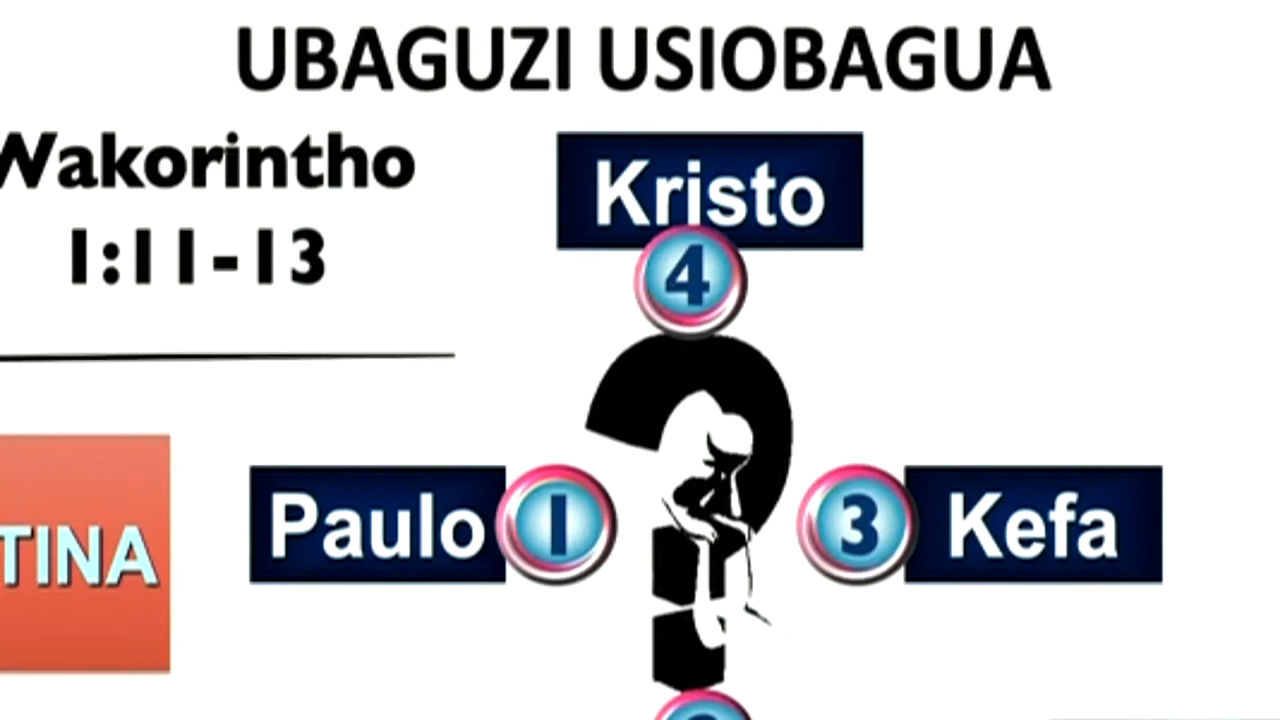 UBAGUZI USIOBAGUA
Wakorintho
1:11-13
Kristo
4
TINA
Paulo
1
3
Kefa